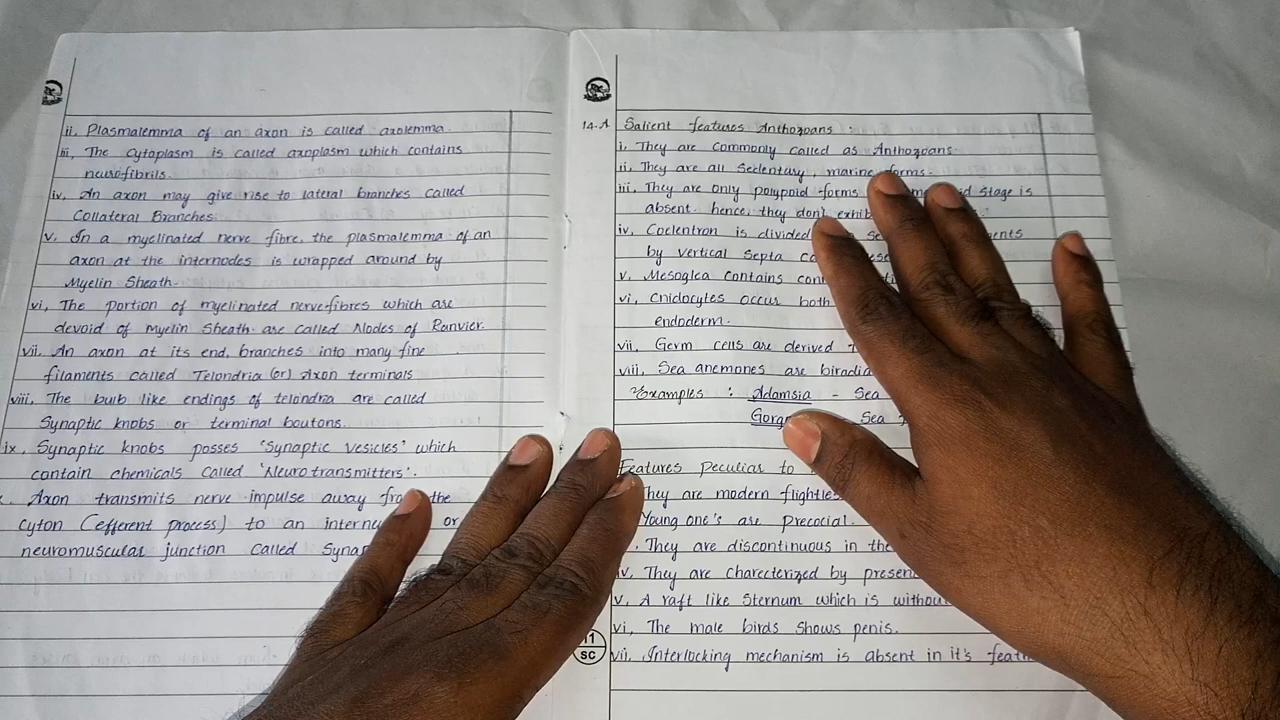 ii. Plasmalemma of an axon is called axolemma.
iii, The cytoplasm is called axoplasm which contains
neurofibrils.
iv. An axon may give rise to lateral branches called
Collateral Branches.
v. In a myelinated nerve fibre, the plasmalemma of an
axon at the internodes is wrapped around by
Myelin Sheath.
vi, The portion of myelinated nervefibres which are
devoid of myelin Sheath are called Nodes of Ranvier.
vii. An axon at its end, branches into many fine
filaments called Telondria (or) Axon terminals
viii. The bulb like endings of telondria are called
Synaptic knobs or terminal boutons.
ix. Synaptic knobs posses 'Synaptic vesicles' which
contain chemicals called 'Neurotransmitters'.
Axon transmits nerve impulse away from the
cyton (efferent process) to an or
neuromuscular junction called
14.A Salient features Anthozoans :
i. They are commonly called as Anthozoans.
ii. They are all Sedentary, marine forms.
iii. They are only polypoid forms. stage is
absent. hence, they don't
iv. Coelentron is divided
by vertical Septa
v. Mesoglea contains
vi, Cnidocytes occur both
endoderm.
vii. Germ cells are derived
viii, Sea anemones are
Examples : Adamsia - Sea
Sea
Features Peculiar to
They are modern
Young one's are Precocial.
They are discontinuous in the
iv, They are charecterized by
v, A raft like Sternum which is
vi, The male birds Shows penis.
vii. Interlocking mechanism is absent in it's
11
SC